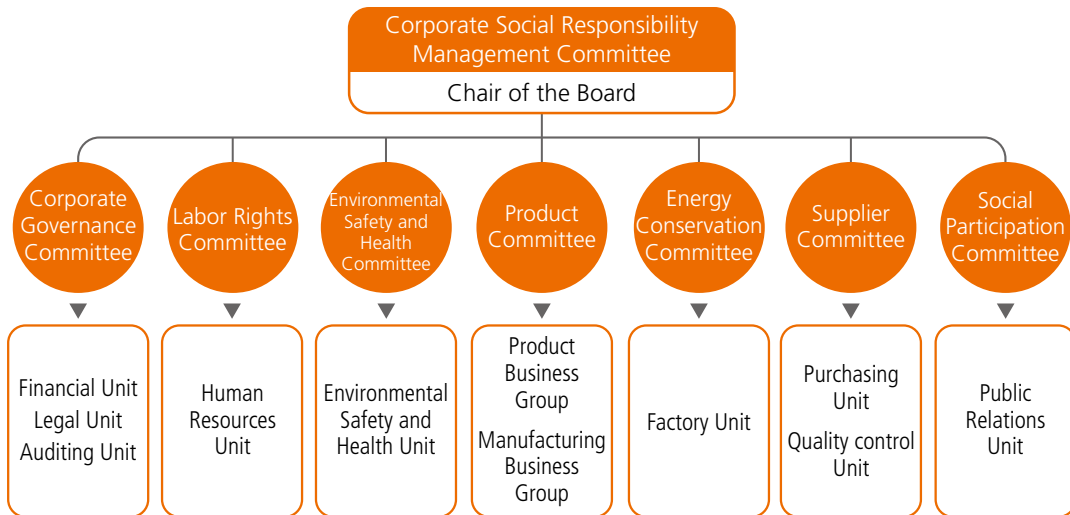 Corporate Social Responsibility
Management Committee
Chair of the Board
Corporate
Governance
Committee
Labor Rights
Committee
Environmental
Safety and
Health
Committee
Product
Committee
Energy
Conservation
Committee
Supplier
Committee
Social
Participation
Committee
Financial Unit
Legal Unit
Auditing Unit
Human
Resources
Unit
Environmental
Safety and
Health Unit
Product
Business
Group
Manufacturing
Business
Group
Factory Unit
Purchasing
Unit
Quality control
Unit
Public
Relations
Unit